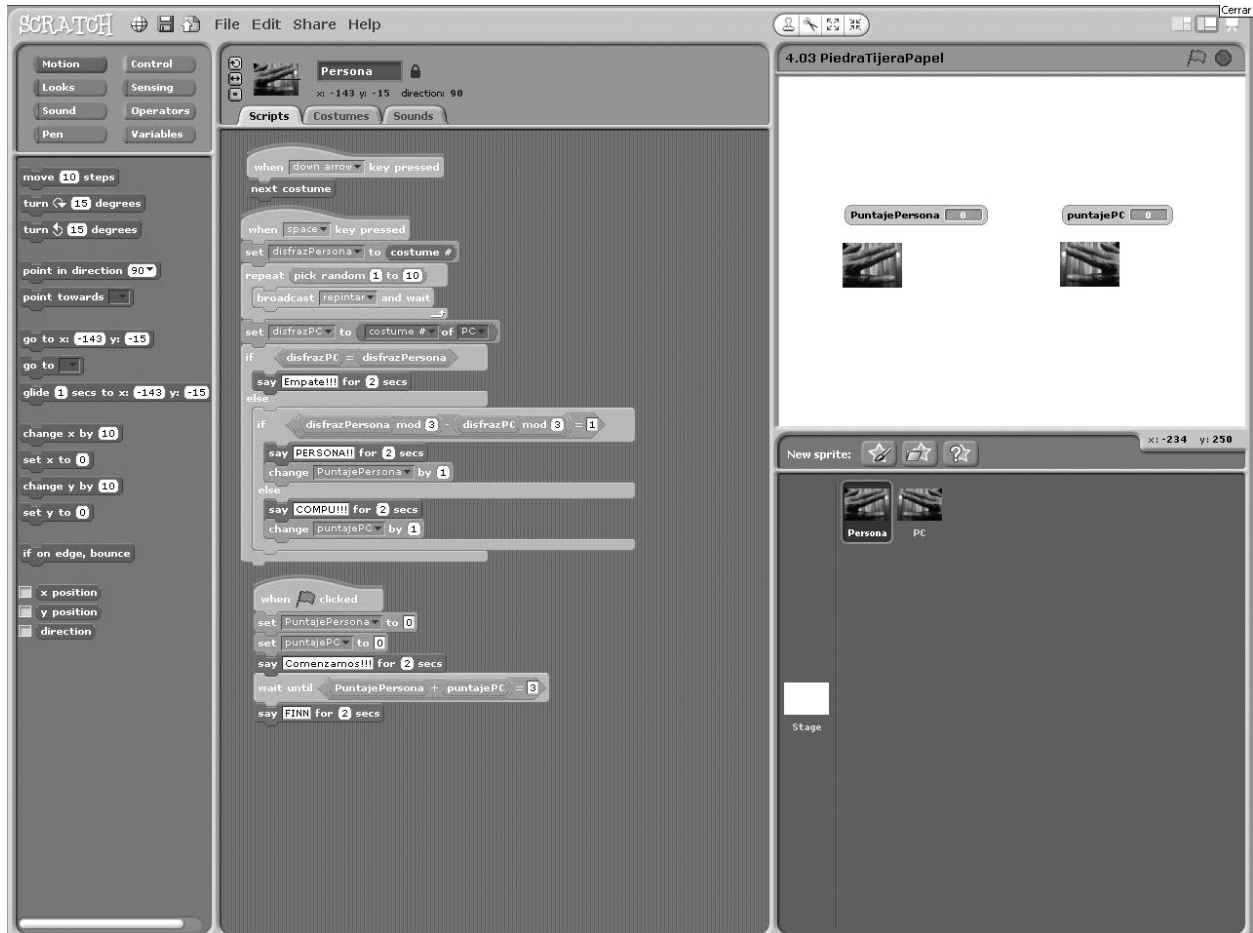 Cerrar
SCRATCH File Edit Share Help
Motion Control
Looks Sensing
Sound Operators
Pen Variables
move 10 steps
turn 15 degrees
turn 15 degrees
point in direction 90
point towards
go to x: -143 y: -15
go to
glide 1 secs to x: -143 y: -15
change x by 10
set x to 0
change y by 10
set y to 0
if on edge, bounce
x position
y position
direction
Persona
x: -143 y: -15 direction: 90
Scripts Costumes Sounds
when down arrow key pressed
next costume
when space key pressed
set disfrazPersona to costume #
repeat pick random 1 to 10
broadcast repintar and wait
set disfrazPC to costume # of PC
if disfrazPC = disfrazPersona
say Empate!!! for 2 secs
else
if disfrazPersona mod 3 - disfrazPC mod 3 = 1
say PERSONA!! for 2 secs
change PuntajePersona by 1
else
say COMPU!!! for 2 secs
change puntajePC by 1
when clicked
set PuntajePersona to 0
set puntajePC to 0
say Comenzamos!!! for 2 secs
wait until PuntajePersona + puntajePC = 3
say FINN for 2 secs
4.03 PiedraTijeraPapel
PuntajePersona 0
puntajePC 0
x: -234 y: 250
New sprite:
Persona
PC
Stage